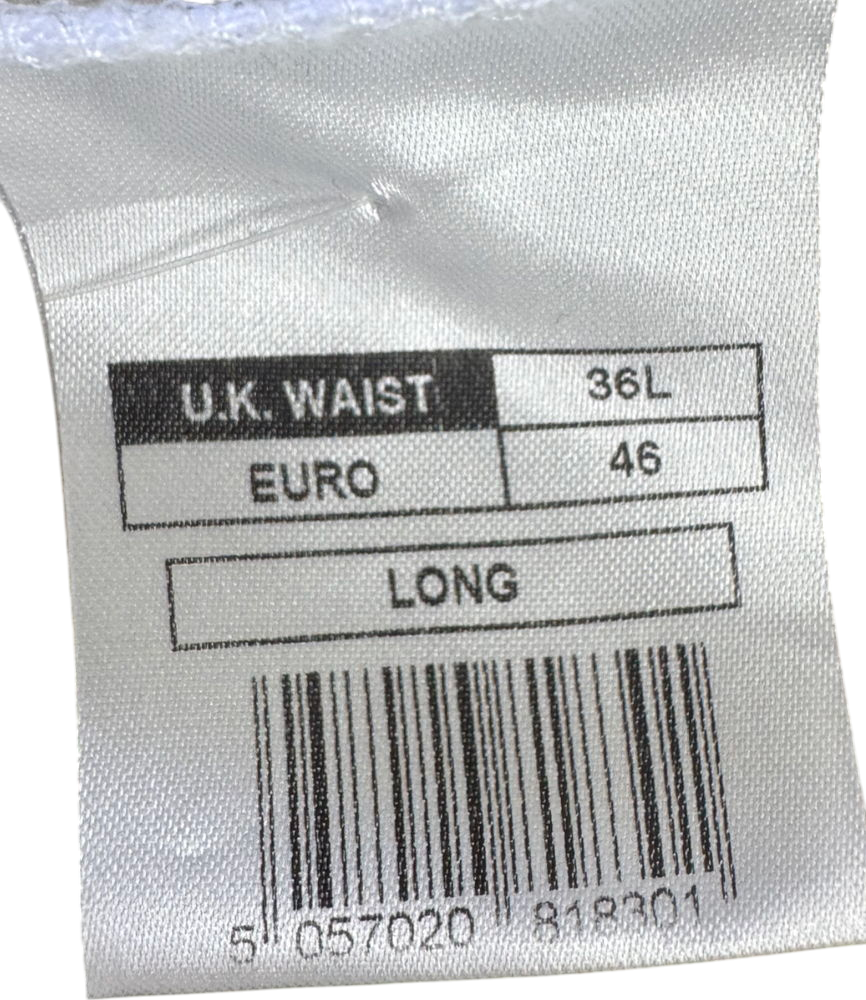 U.K. WAIST 36L
EURO 46
LONG
5 057020 818301